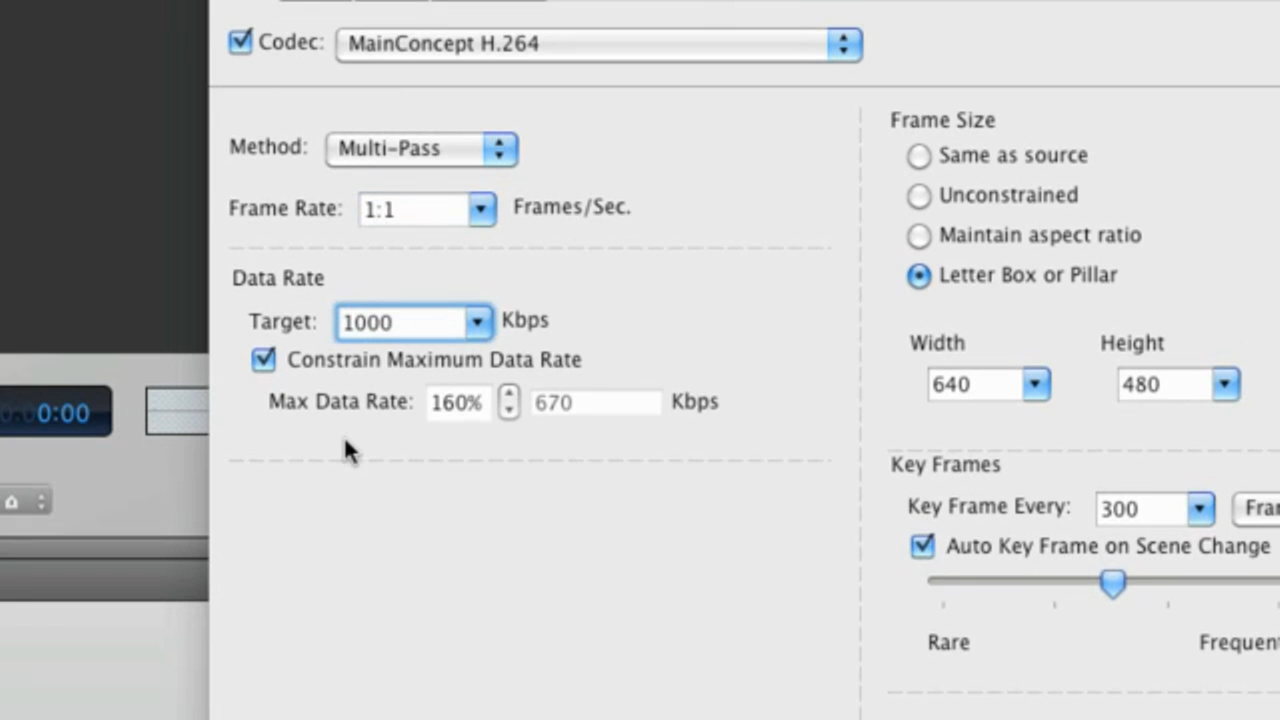 Codec: MainConcept H.264
Method: Multi-Pass
Frame Rate: 1:1 Frames/Sec.
Data Rate
Target: 1000 Kbps
Constrain Maximum Data Rate
Max Data Rate: 160% 670 Kbps
Frame Size
Same as source
Unconstrained
Maintain aspect ratio
Letter Box or Pillar
Width Height
640 480
Key Frames
Key Frame Every: 300
Auto Key Frame on Scene Change
Rare Frequent
0:00